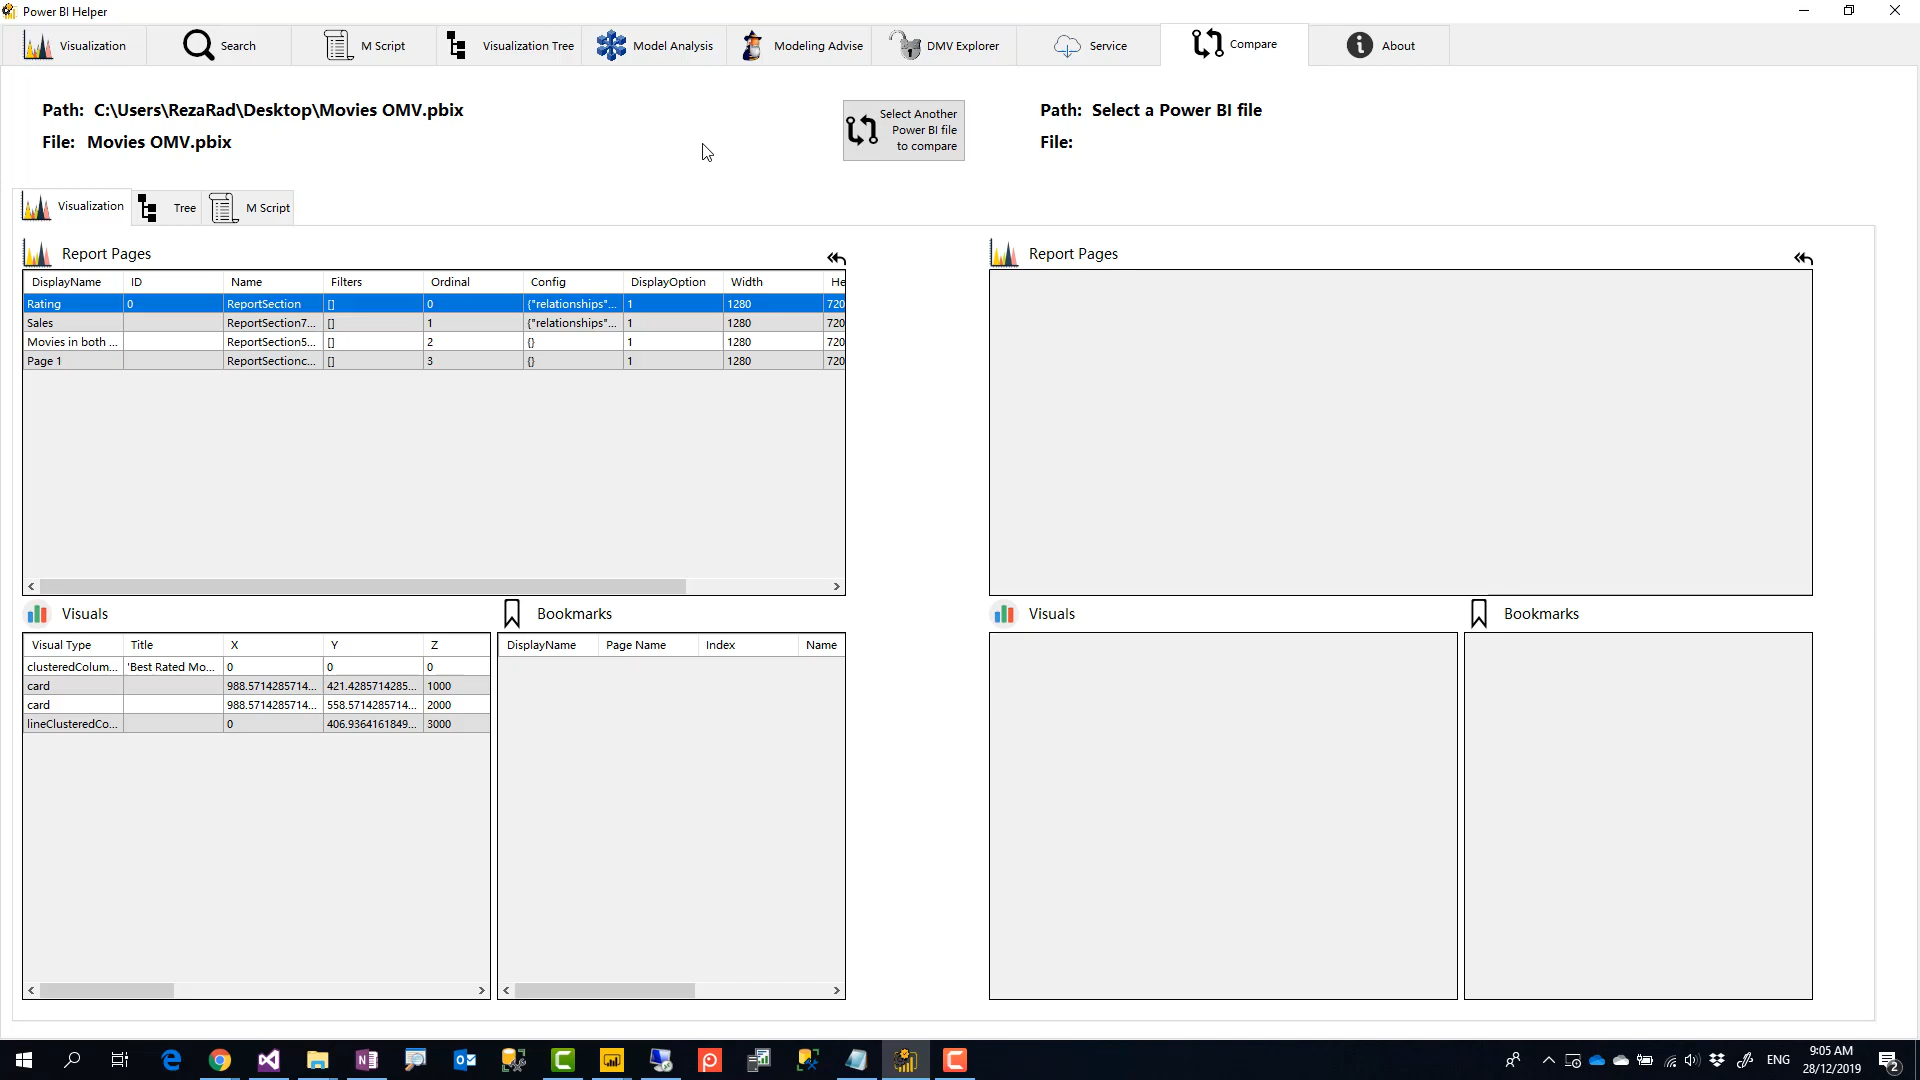 Power BI Helper
Visualization Search M Script Visualization Tree Model Analysis Modeling Advise DMV Explorer Service Compare About
Path: C:\Users\RezaRad\Desktop\Movies OMV.pbix
File: Movies OMV.pbix
Select Another
Power BI file
to compare
Path: Select a Power BI file
File:
Visualization Tree M Script
Report Pages
DisplayName ID Name Filters Ordinal Config DisplayOption Width He
Rating 0 ReportSection [] 0 {"relationships"... 1 1280 720
Sales ReportSection7... [] 1 {"relationships"... 1 1280 720
Movies in both ... ReportSection5... [] 2 {} 1 1280 720
Page 1 ReportSectionc... [] 3 {} 1 1280 720
Report Pages
Visuals
Visual Type Title X Y Z
clusteredColum... 'Best Rated Mo... 0 0 0
card 988.5714285714... 421.4285714285... 1000
card 988.5714285714... 558.5714285714... 2000
lineClusteredCo... 0 406.9364161849... 3000
Bookmarks
DisplayName Page Name Index Name
Visuals
Bookmarks
ENG
9:05 AM
28/12/2019
2